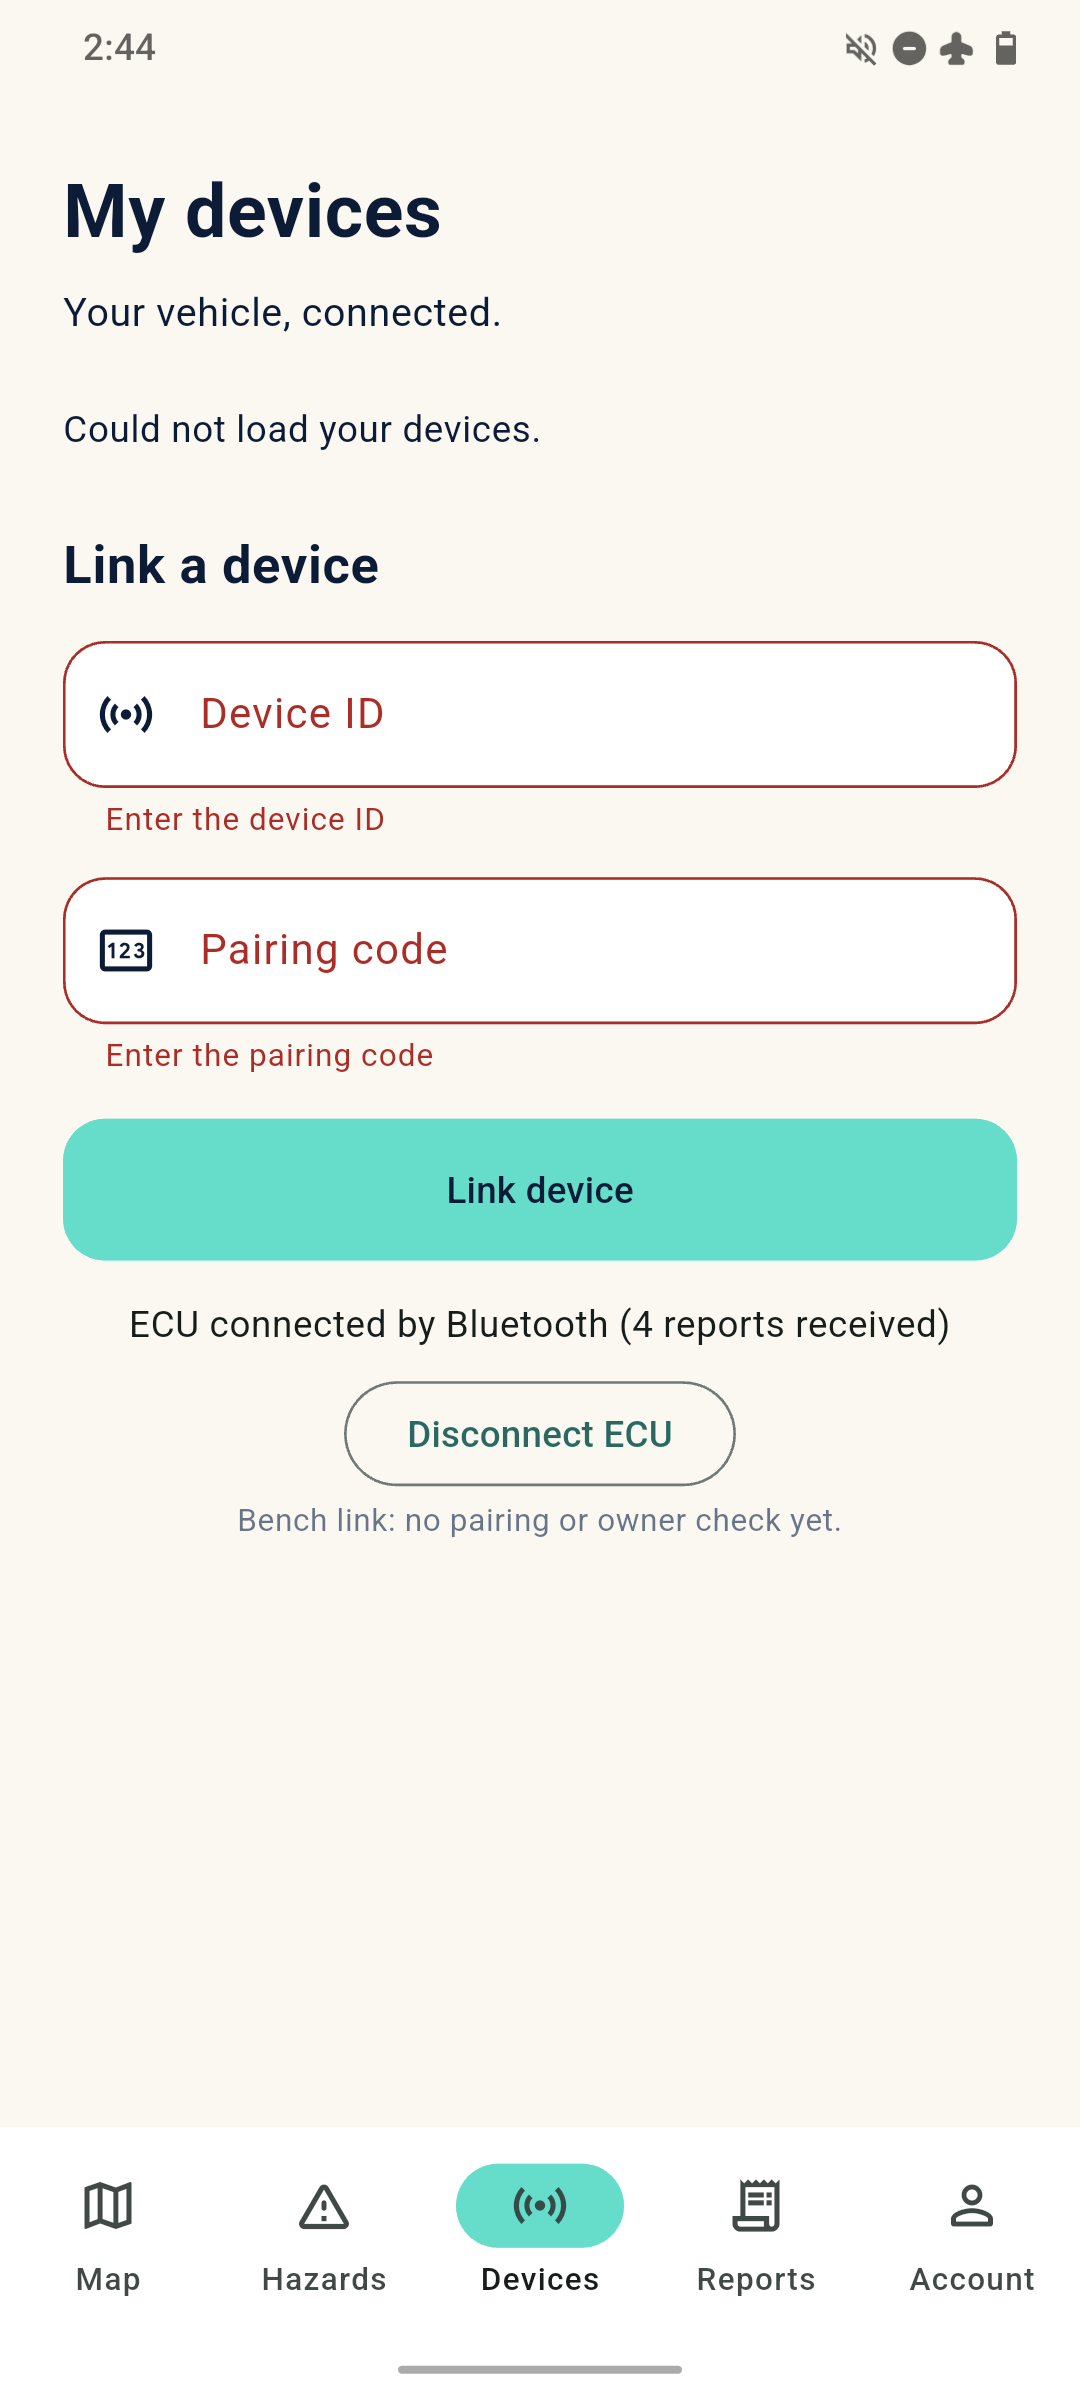 2:44
My devices
Your vehicle, connected.
Could not load your devices.
Link a device
Device ID
Enter the device ID
123
Pairing code
Enter the pairing code
Link device
ECU connected by Bluetooth (4 reports received)
Disconnect ECU
Bench link: no pairing or owner check yet.
Map
Hazards
Devices
Reports
Account